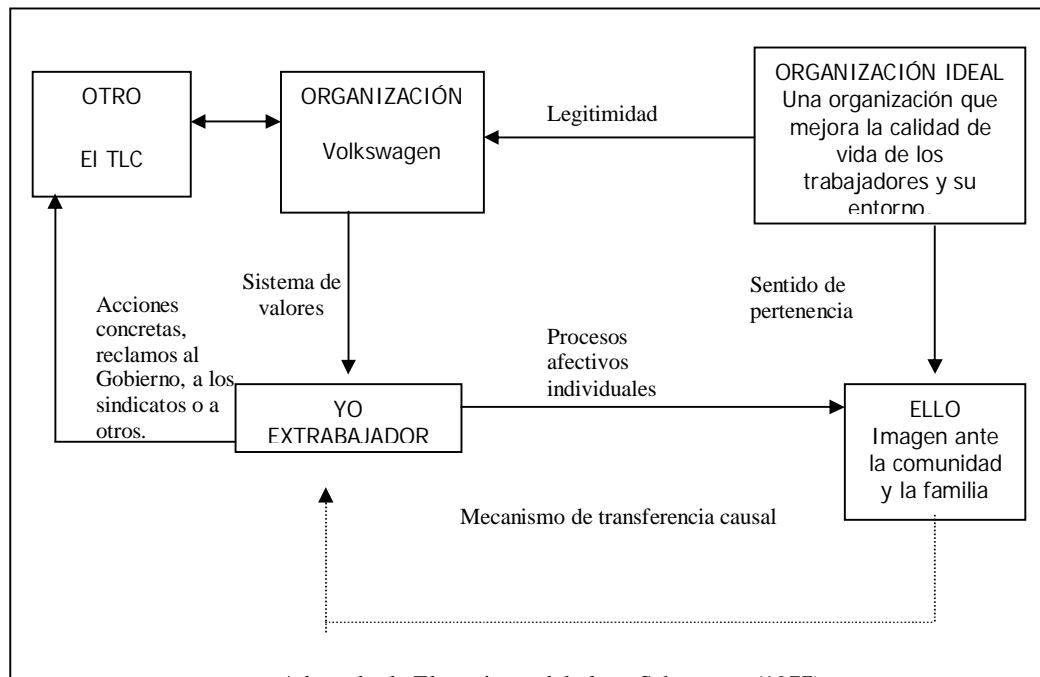 OTRO
El TLC
ORGANIZACIÓN
Volkswagen
Legitimidad
ORGANIZACIÓN IDEAL
Una organización que
mejora la calidad de
vida de los
trabajadores y su
entorno.
Sistema de
valores
Sentido de
pertenencia
Acciones
concretas,
reclamos al
Gobierno, a los
sindicatos o a
otros.
Procesos
afectivos
individuales
YO
EXTRABAJADOR
ELLO
Imagen ante
la comunidad
y la familia
Mecanismo de transferencia causal